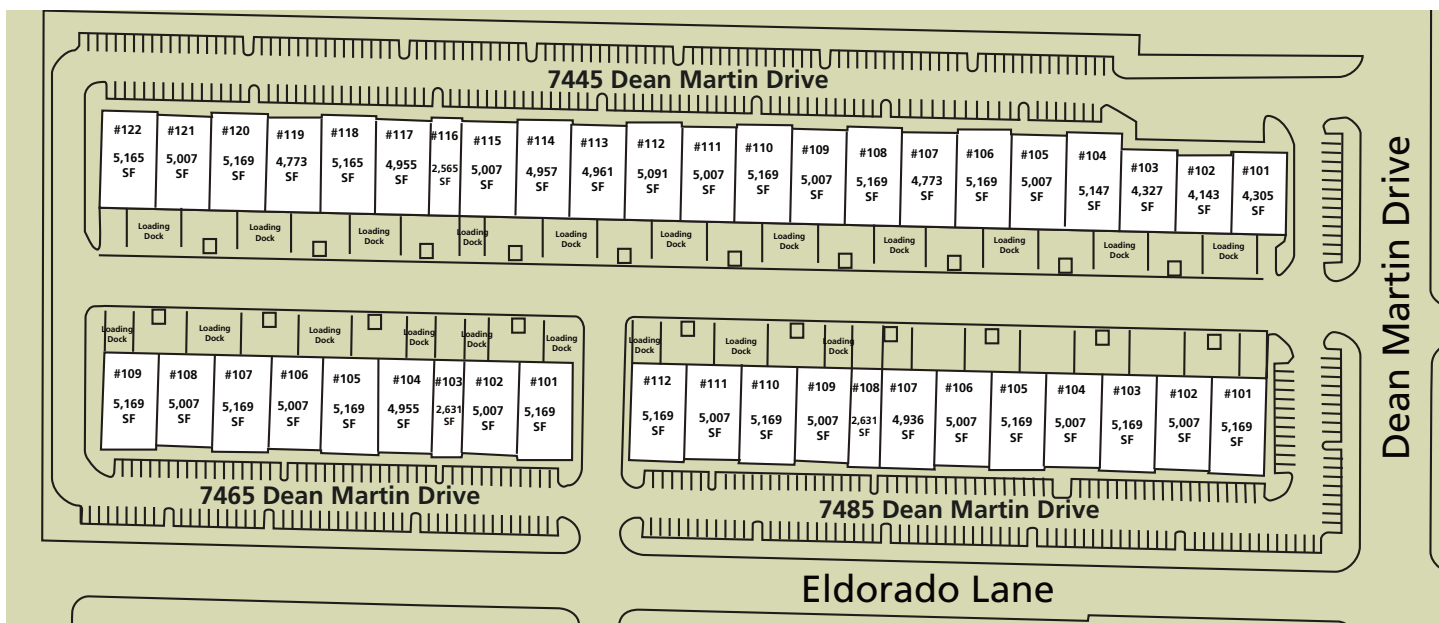 7445 Dean Martin Drive
#122
5,165
SF
#121
5,007
SF
#120
5,169
SF
#119
4,773
SF
#118
5,165
SF
#117
4,955
SF
#116
2,565
SF
#115
5,007
SF
#114
4,957
SF
#113
4,961
SF
#112
5,091
SF
#111
5,007
SF
#110
5,169
SF
#109
5,007
SF
#108
5,169
SF
#107
4,773
SF
#106
5,169
SF
#105
5,007
SF
#104
5,147
SF
#103
4,327
SF
#102
4,143
SF
#101
4,305
SF
Loading
Dock
Loading
Dock
Loading
Dock
Loading
Dock
Loading
Dock
Loading
Dock
Loading
Dock
Loading
Dock
Loading
Dock
Loading
Dock
Loading
Dock
Dean Martin Drive
Loading
Dock
Loading
Dock
Loading
Dock
Loading
Dock
Loading
Dock
Loading
Dock
#109
5,169
SF
#108
5,007
SF
#107
5,169
SF
#106
5,007
SF
#105
5,169
SF
#104
4,955
SF
#103
2,631
SF
#102
5,007
SF
#101
5,169
SF
7465 Dean Martin Drive
Loading
Dock
Loading
Dock
Loading
Dock
#112
5,169
SF
#111
5,007
SF
#110
5,169
SF
#109
5,007
SF
#108
2,631
SF
#107
4,936
SF
#106
5,007
SF
#105
5,169
SF
#104
5,007
SF
#103
5,169
SF
#102
5,007
SF
#101
5,169
SF
7485 Dean Martin Drive
Eldorado Lane